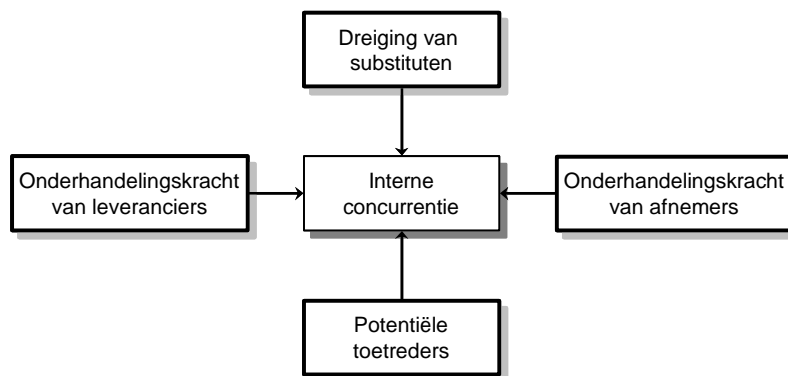 Dreiging van
substituten
Onderhandelingskracht
van leveranciers
Interne
concurrentie
Onderhandelingskracht
van afnemers
Potentiële
toetreders